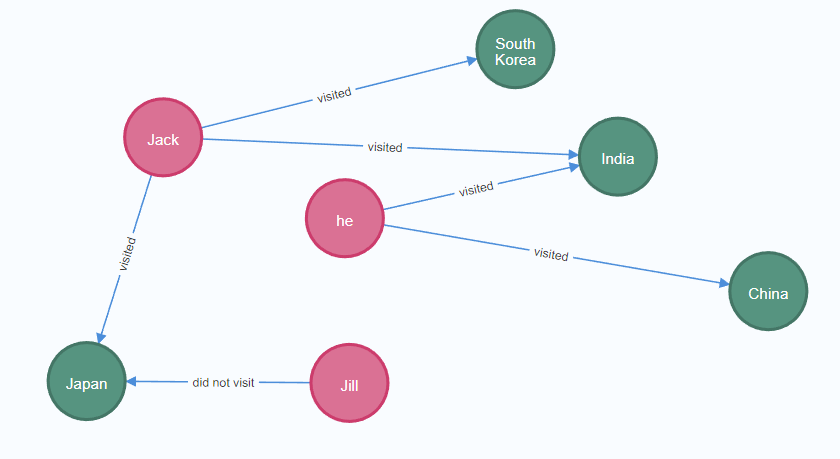 South
Korea
visited
Jack
visited
India
visited
he
visited
visited
China
Japan
did not visit
Jill